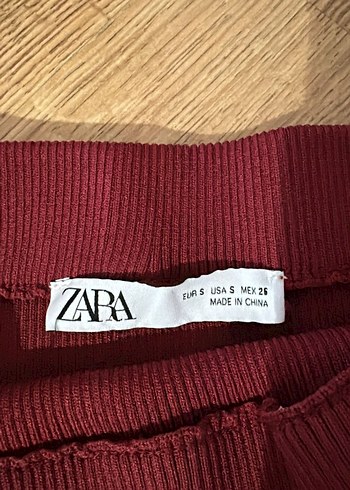 ZARA
EUR S USA S MEX 26
MADE IN CHINA